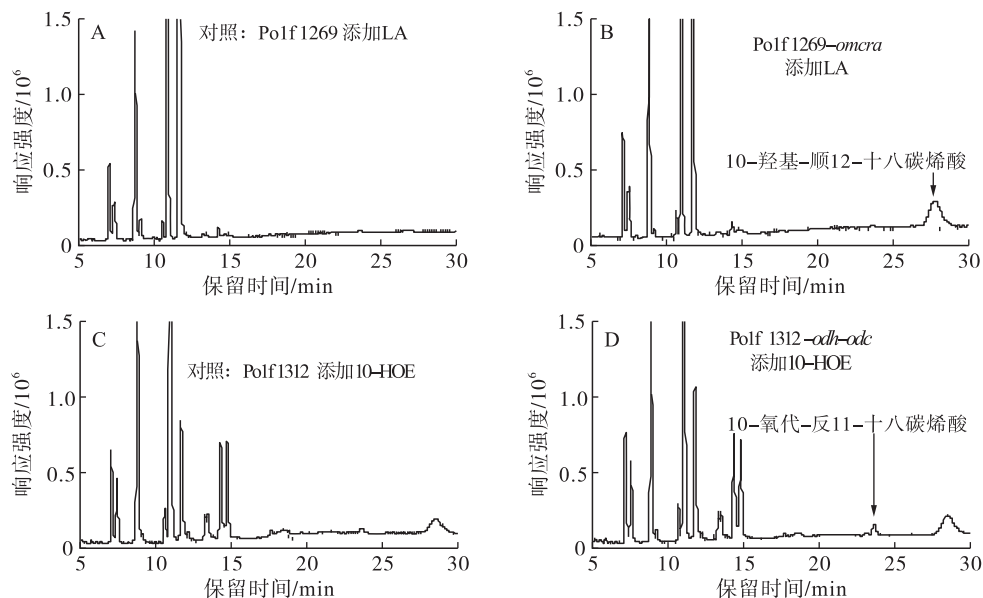 A
对照：Po1f 1269 添加LA
响应强度/10⁶
1.5
1.0
0.5
0
5 10 15 20 25 30
保留时间/min
B
Po1f 1269–omcra
添加LA
10–羟基–顺12–十八碳烯酸
响应强度/10⁶
1.5
1.0
0.5
0
5 10 15 20 25 30
保留时间/min
C
对照：Po1f1312 添加10–HOE
响应强度/10⁶
1.5
1.0
0.5
0
5 10 15 20 25 30
保留时间/min
D
Po1f 1312–odh–odc
添加10–HOE
10–氧代–反11–十八碳烯酸
响应强度/10⁶
1.5
1.0
0.5
0
5 10 15 20 25 30
保留时间/min